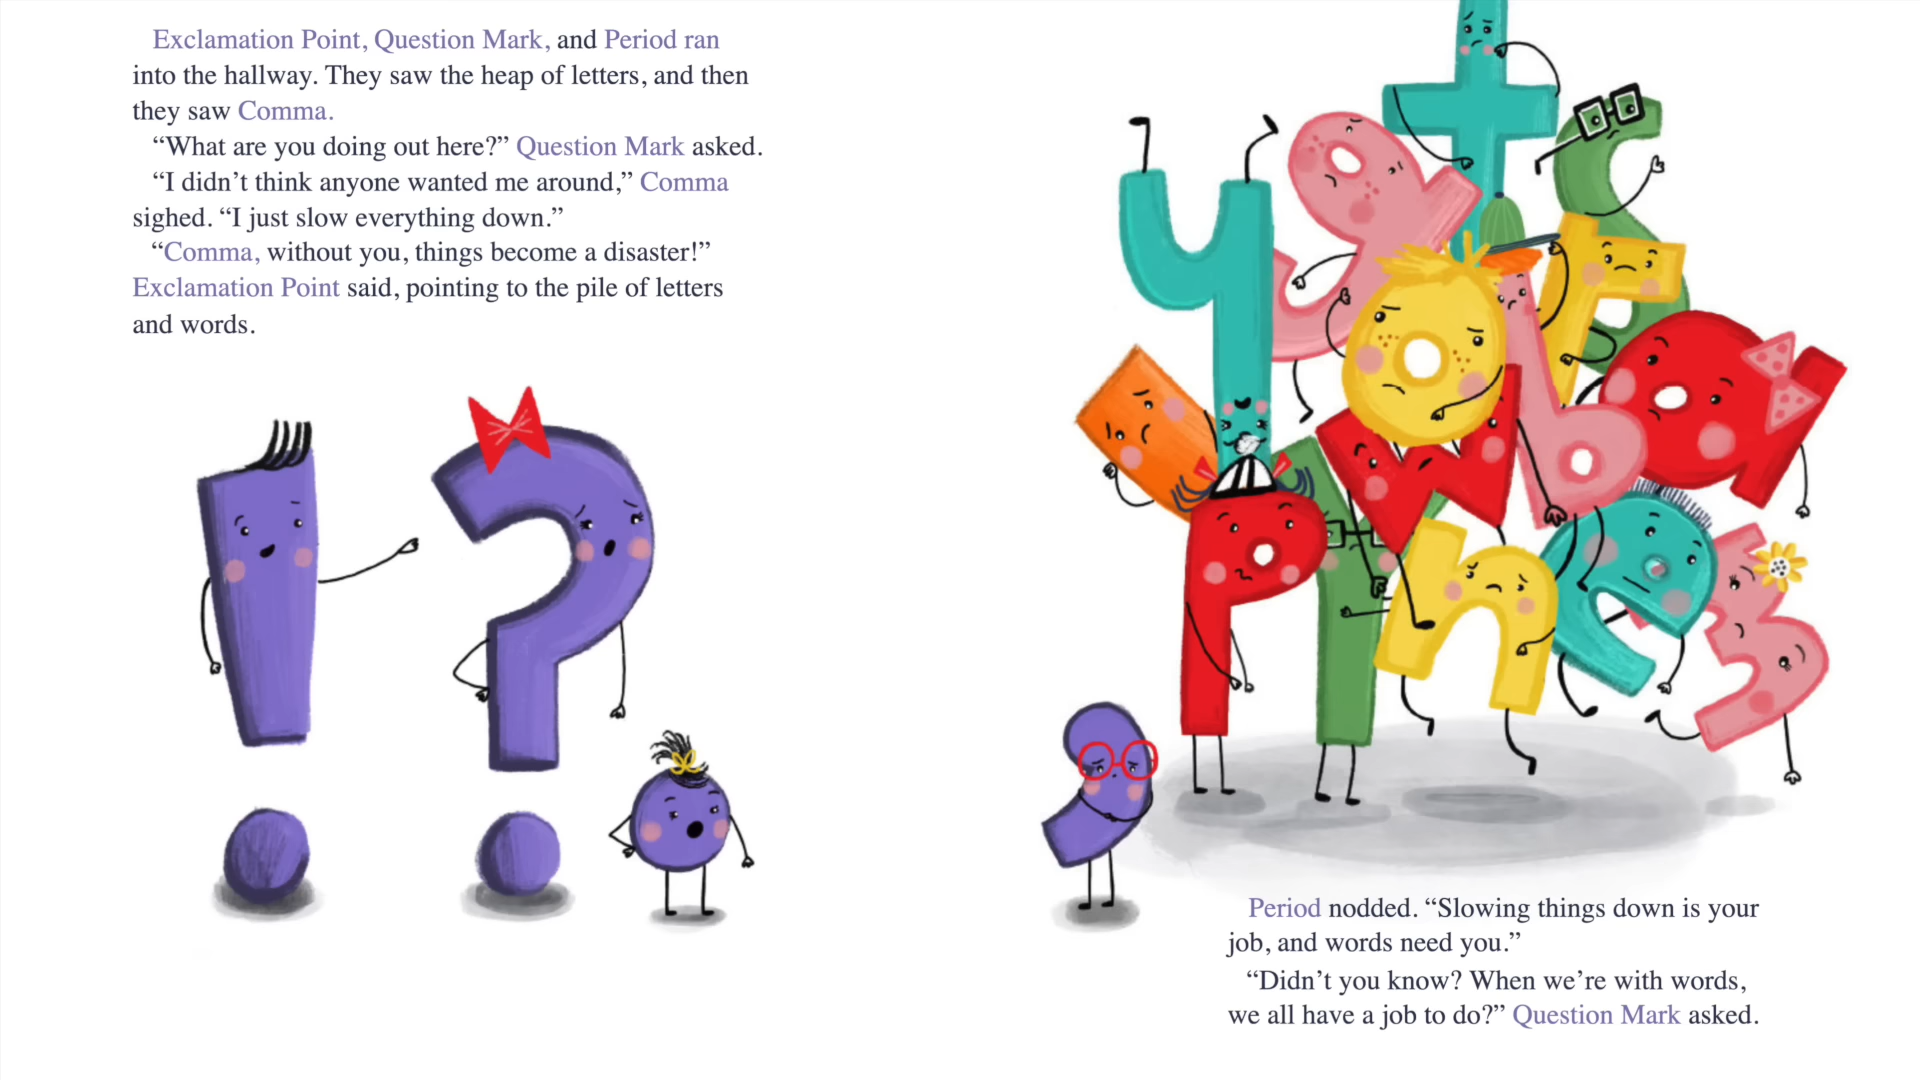 Exclamation Point, Question Mark, and Period ran
into the hallway. They saw the heap of letters, and then
they saw Comma.
“What are you doing out here?” Question Mark asked.
“I didn’t think anyone wanted me around,” Comma
sighed. “I just slow everything down.”
“Comma, without you, things become a disaster!”
Exclamation Point said, pointing to the pile of letters
and words.
Period nodded. “Slowing things down is your
job, and words need you.”
“Didn’t you know? When we’re with words,
we all have a job to do?” Question Mark asked.